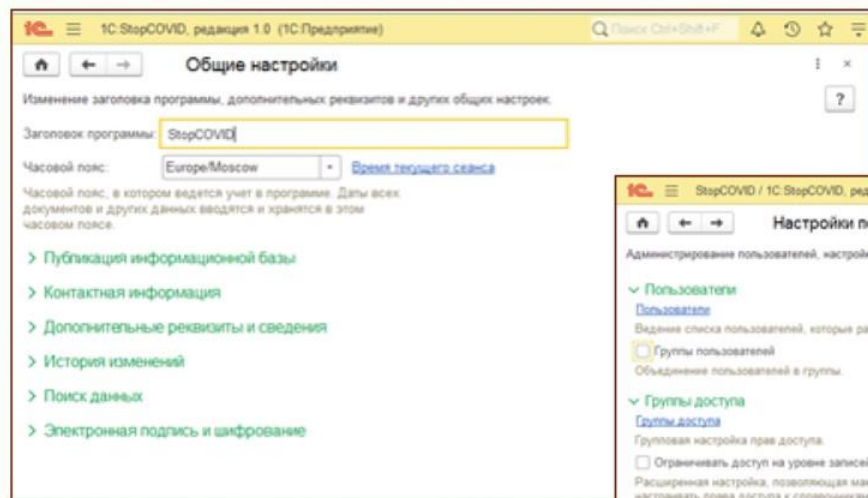 1С:StopCOVID, редакция 1.0 (1С:Предприятие)
Поиск Ctrl+Shift+F
Общие настройки
Изменение заголовка программы, дополнительных реквизитов и других общих настроек.
?
Заголовок программы: StopCOVID
Часовой пояс: Europe/Moscow Время текущего сеанса
Часовой пояс, в котором ведется учет в программе. Даты всех
документов и других данных вводятся и хранятся в этом
часовом поясе.
Публикация информационной базы
Контактная информация
Дополнительные реквизиты и сведения
История изменений
Поиск данных
Электронная подпись и шифрование
StopCOVID / 1С:StopCOVID, ред
Настройки п
Администрирование пользователей, настройк
Пользователи
Пользователи
Ведение списка пользователей, которые ра
Группы пользователей
Объединение пользователей в группы.
Группы доступа
Группы доступа
Групповая настройка прав доступа.
Ограничивать доступ на уровне записей
Расширенная настройка, позволяющая
настраивать права доступа к